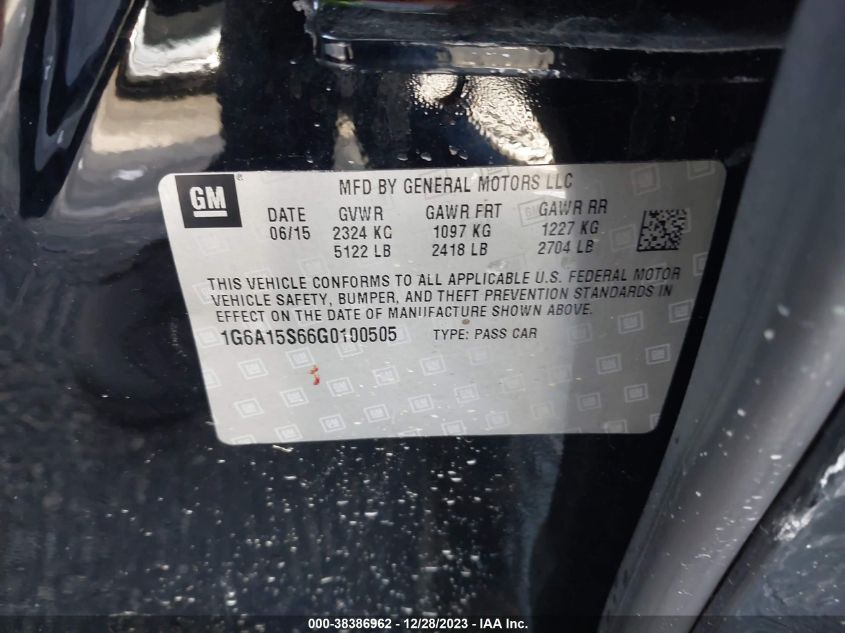 GM ®
MFD BY GENERAL MOTORS LLC
DATE GVWR GAWR FRT GAWR RR
06/15 2324 KG 1097 KG 1227 KG
5122 LB 2418 LB 2704 LB
THIS VEHICLE CONFORMS TO ALL APPLICABLE U.S. FEDERAL MOTOR
VEHICLE SAFETY, BUMPER, AND THEFT PREVENTION STANDARDS IN
EFFECT ON THE DATE OF MANUFACTURE SHOWN ABOVE.
1G6A15S66G0100505 TYPE: PASS CAR
000-38386962 - 12/28/2023 - IAA Inc.